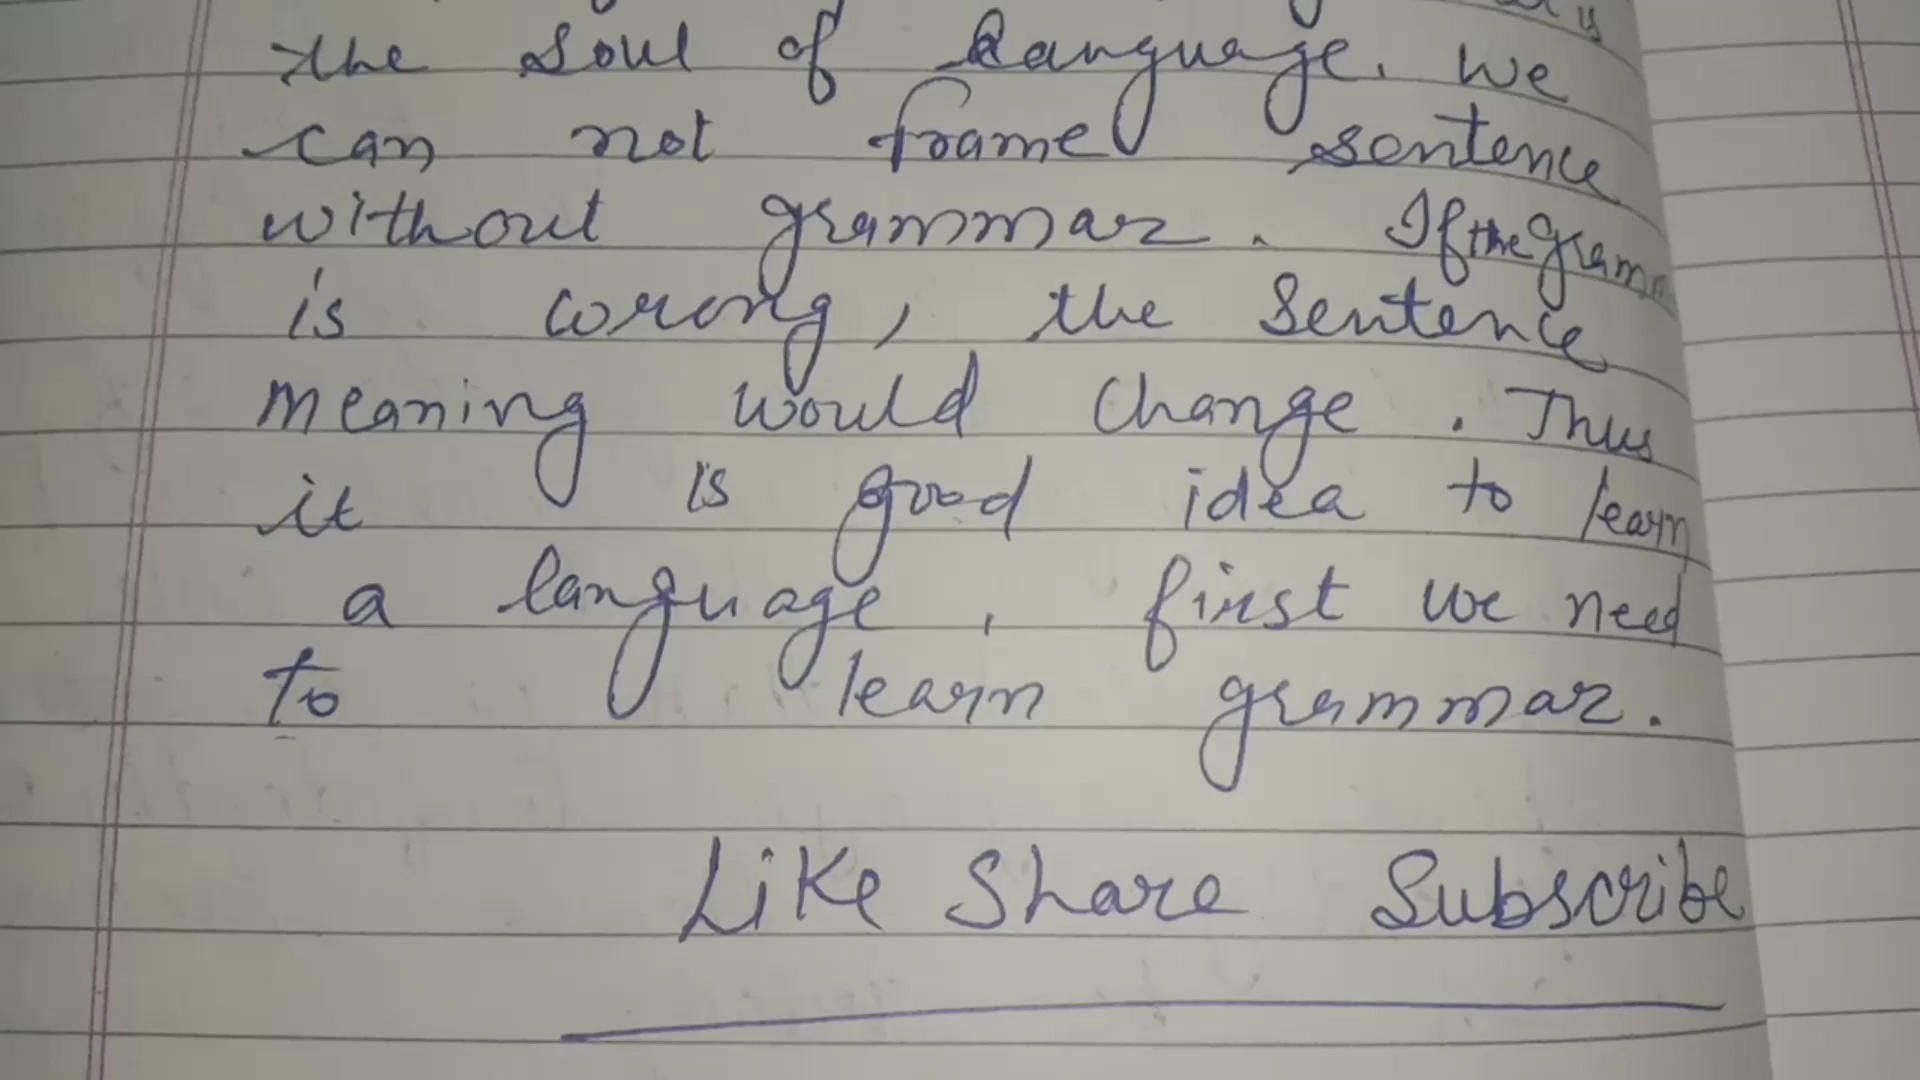 the soul of language. We
can not frame sentence
without grammar. If the gramm
is wrong, the Sentence
meaning would change. Thus
it is good idea to learn
a language, first we need
to learn grammar.
Like Share Subscribe